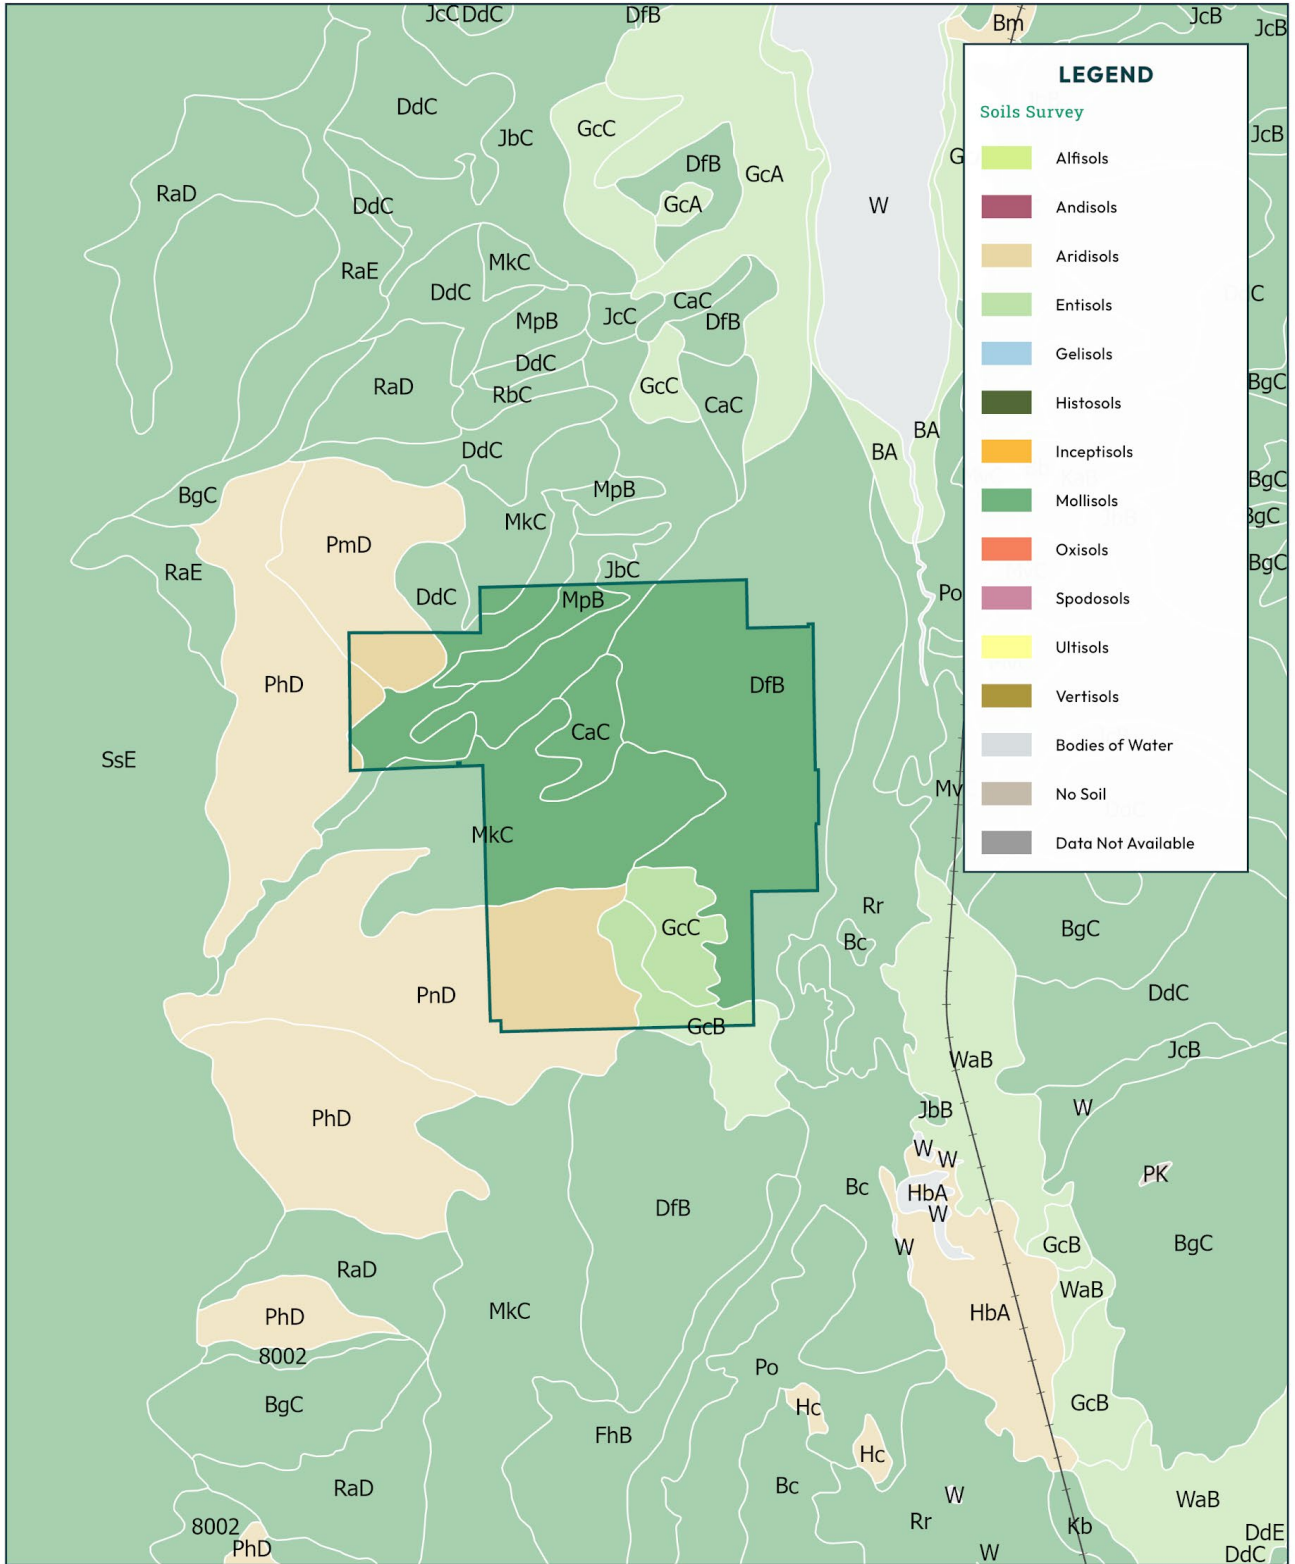 JcC DdC DfB Bm JcB
JcB
DdC
GcC
JbC JcB
DfB G
GcA
RaD
DdC GcA W
MkC
RaE
DdC C
CaC
MpB JcC DfB
DdC
RaD GcC BgC
RbC CaC
BA
DdC BA
BgC
MpB
BgC
MkC BgC
PmD
BgC
RaE JbC
DdC MpB Po
PhD DfB
CaC
SsE
Mv
MkC
Rr
GcC BgC
Bc
PnD DdC
GcB
JcB
WaB
JbB W
PhD
W W
PK
Bc HbA
DfB W
W GcB BgC
RaD
WaB
MkC HbA
PhD
8002
Po
BgC Hc GcB
FhB
Hc
RaD Bc
W WaB
8002 Rr Kb
DdE
PhD W DdC
LEGEND
Soils Survey
Alfisols
Andisols
Aridisols
Entisols
Gelisols
Histosols
Inceptisols
Mollisols
Oxisols
Spodosols
Ultisols
Vertisols
Bodies of Water
No Soil
Data Not Available